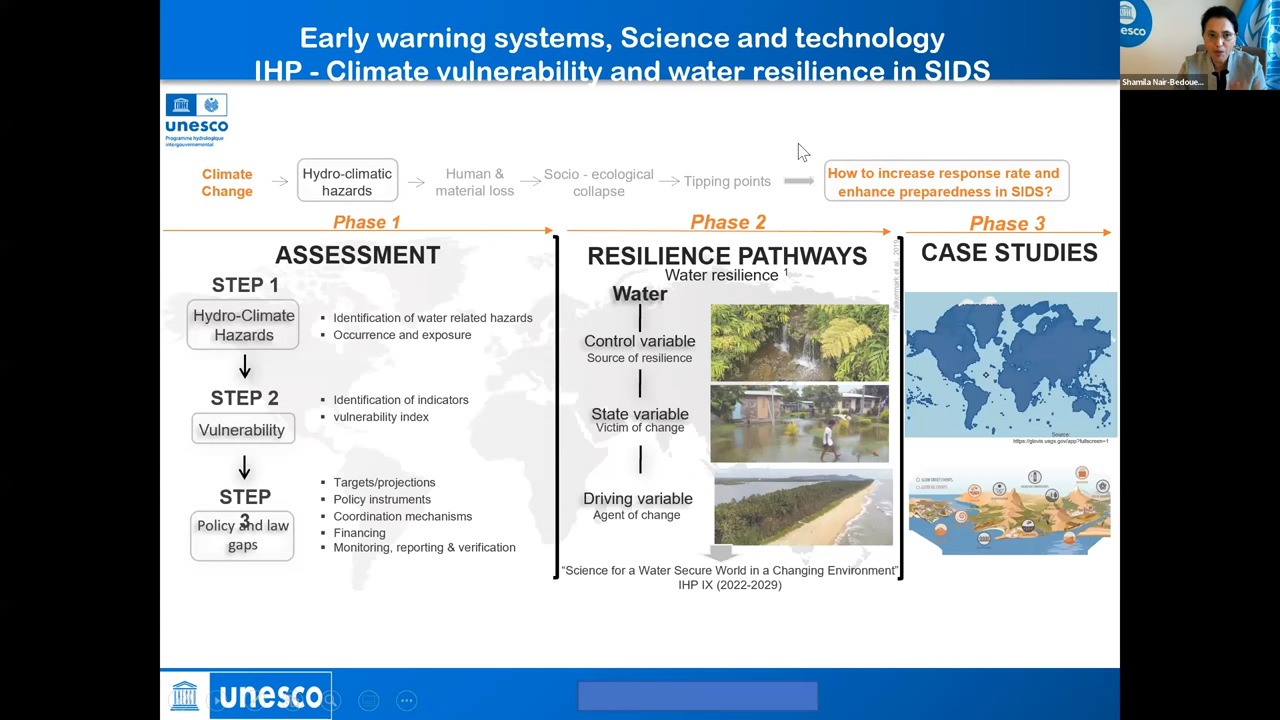 Early warning systems, Science and technology
IHP - Climate vulnerability and water resilience in SIDS
unesco
Shamila Nair-Bedoue...
unesco
Programme hydrologique
intergouvernemental
Climate
Change
Hydro-climatic
hazards
Human &
material loss
Socio - ecological
collapse
Tipping points
How to increase response rate and
enhance preparedness in SIDS?
Phase 1
ASSESSMENT
STEP 1
Hydro-Climate
Hazards
▪ Identification of water related hazards
▪ Occurrence and exposure
STEP 2
Vulnerability
▪ Identification of indicators
▪ vulnerability index
STEP
3
Policy and law
gaps
▪ Targets/projections
▪ Policy instruments
▪ Coordination mechanisms
▪ Financing
▪ Monitoring, reporting & verification
Phase 2
RESILIENCE PATHWAYS
Water resilience ¹
Water
Control variable
Source of resilience
State variable
Victim of change
Driving variable
Agent of change
“Science for a Water Secure World in a Changing Environment”
IHP IX (2022-2029)
Phase 3
CASE STUDIES
Source:
unesco